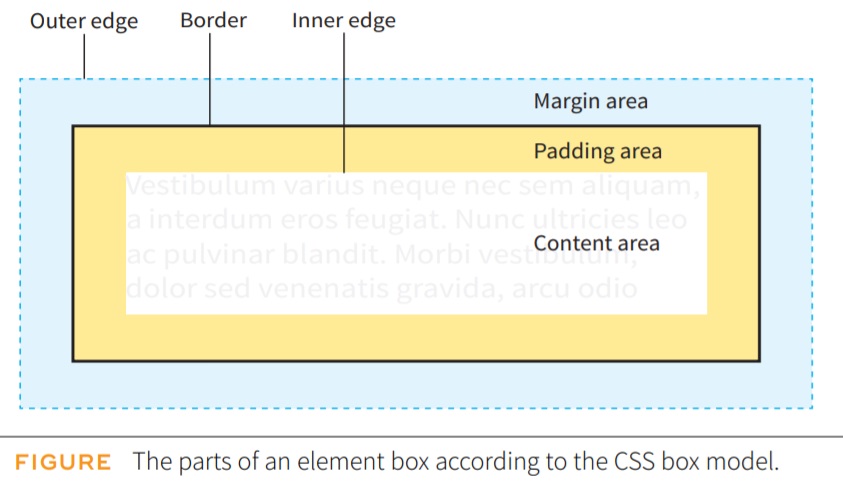 Outer edge Border Inner edge
Margin area
Padding area
Vestibulum varius neque nec sem aliquam,
a interdum eros feugiat. Nunc ultricies leo
Content area
ac pulvinar blandit. Morbi vestibulum,
dolor sed venenatis gravida, arcu odio
FIGURE The parts of an element box according to the CSS box model.